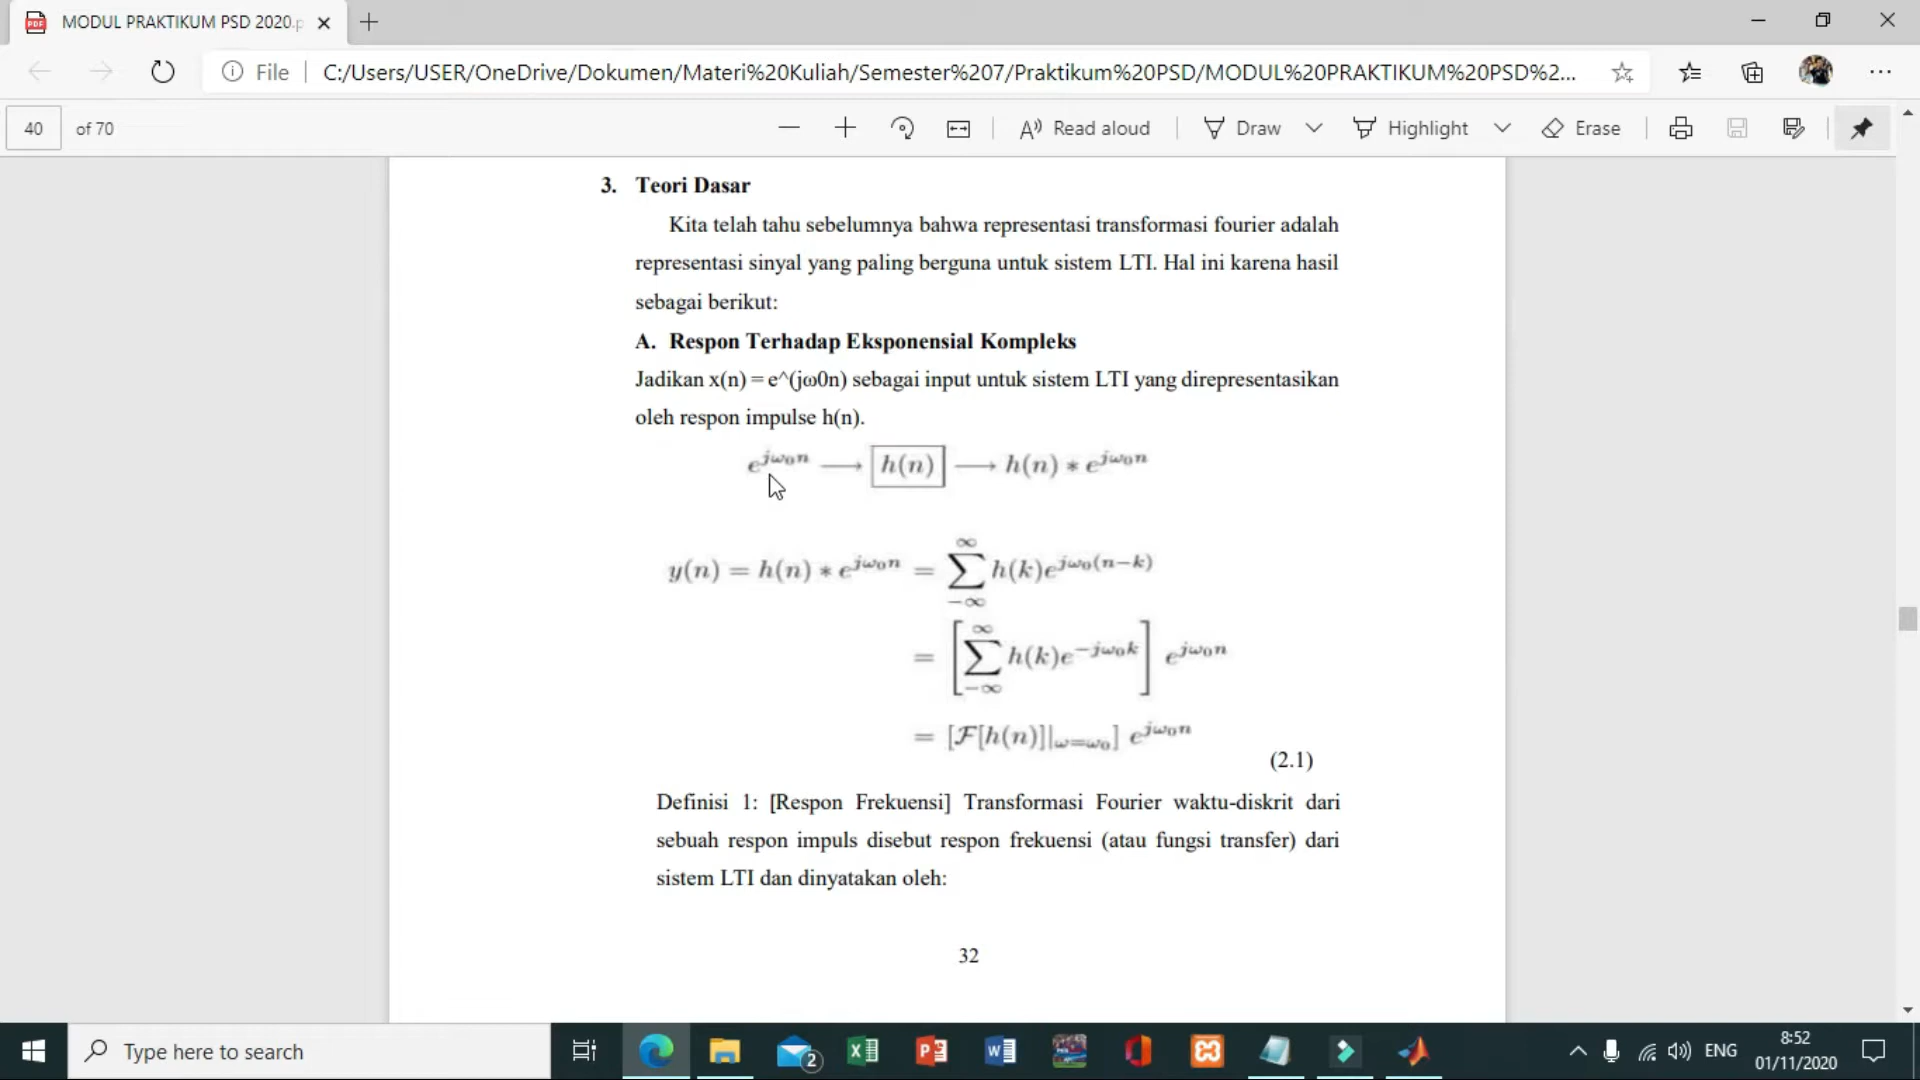 MODUL PRAKTIKUM PSD 2020.p
File
C:/Users/USER/OneDrive/Dokumen/Materi%20Kuliah/Semester%207/Praktikum%20PSD/MODUL%20PRAKTIKUM%20PSD%2...
40 of 70
Read aloud
Draw
Highlight
Erase
3. Teori Dasar
Kita telah tahu sebelumnya bahwa representasi transformasi fourier adalah
representasi sinyal yang paling berguna untuk sistem LTI. Hal ini karena hasil
sebagai berikut:
A. Respon Terhadap Eksponensial Kompleks
Jadikan x(n) = e^(jω0n) sebagai input untuk sistem LTI yang direpresentasikan
oleh respon impulse h(n).
e^{jω₀n} ⟶ h(n) ⟶ h(n) * e^{jω₀n}
y(n) = h(n) * e^{jω₀n} = ∑_{-∞}^{∞} h(k)e^{jω₀(n−k)}
= [∑_{-∞}^{∞} h(k)e^{−jω₀k}] e^{jω₀n}
= [ℱ[h(n)]|_{ω=ω₀}] e^{jω₀n}
(2.1)
Definisi 1: [Respon Frekuensi] Transformasi Fourier waktu-diskrit dari
sebuah respon impuls disebut respon frekuensi (atau fungsi transfer) dari
sistem LTI dan dinyatakan oleh:
32
Type here to search
2
ENG
8:52
01/11/2020